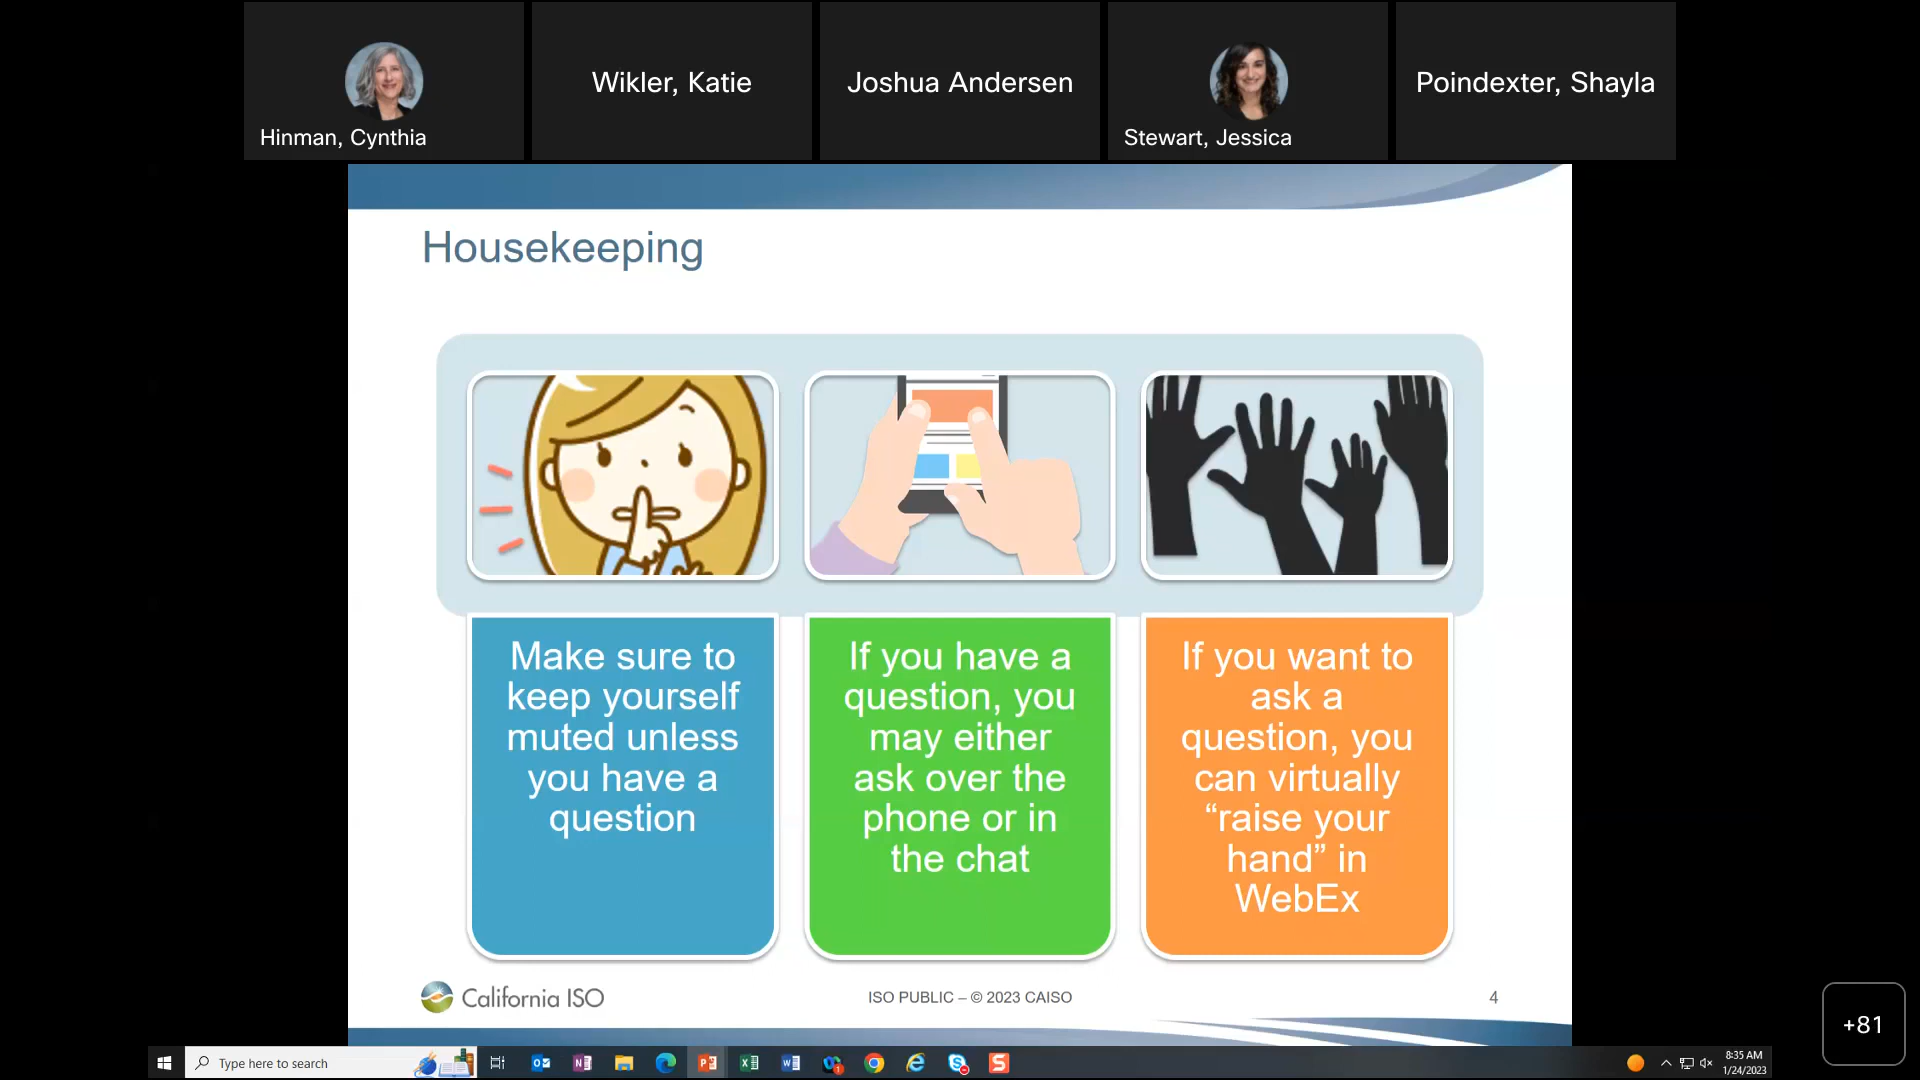 Hinman, Cynthia
Wikler, Katie
Joshua Andersen
Stewart, Jessica
Poindexter, Shayla
Housekeeping
Make sure to
keep yourself
muted unless
you have a
question
If you have a
question, you
may either
ask over the
phone or in
the chat
If you want to
ask a
question, you
can virtually
“raise your
hand” in
WebEx
California ISO
ISO PUBLIC – © 2023 CAISO
4
+81
Type here to search
8:35 AM
1/24/2023